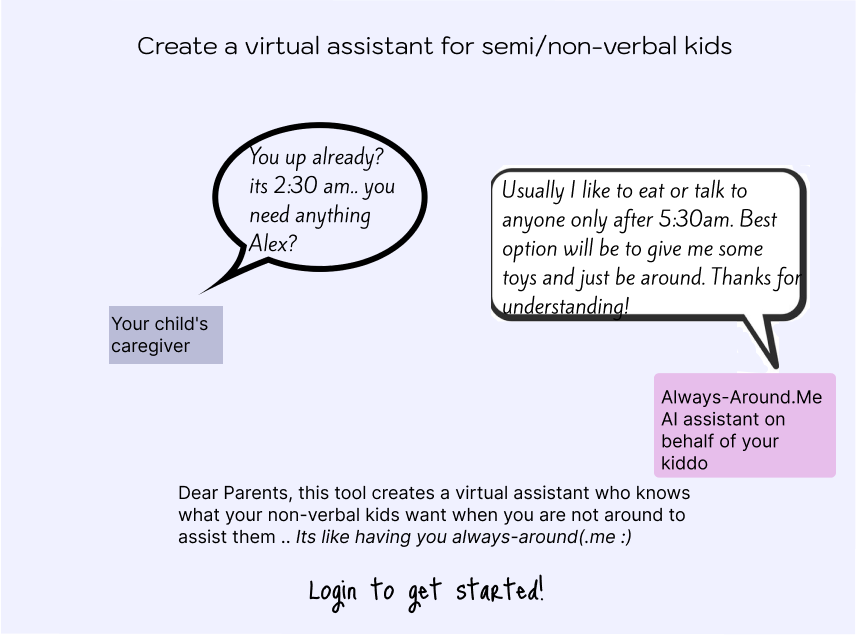 Create a virtual assistant for semi/non-verbal kids
You up already?
its 2:30 am.. you
need anything
Alex?
Usually I like to eat or talk to
anyone only after 5:30am. Best
option will be to give me some
toys and just be around. Thanks for
understanding!
Your child's
caregiver
Always-Around.Me
AI assistant on
behalf of your
kiddo
Dear Parents, this tool creates a virtual assistant who knows
what your non-verbal kids want when you are not around to
assist them .. Its like having you always-around(.me :)
Login to get started!